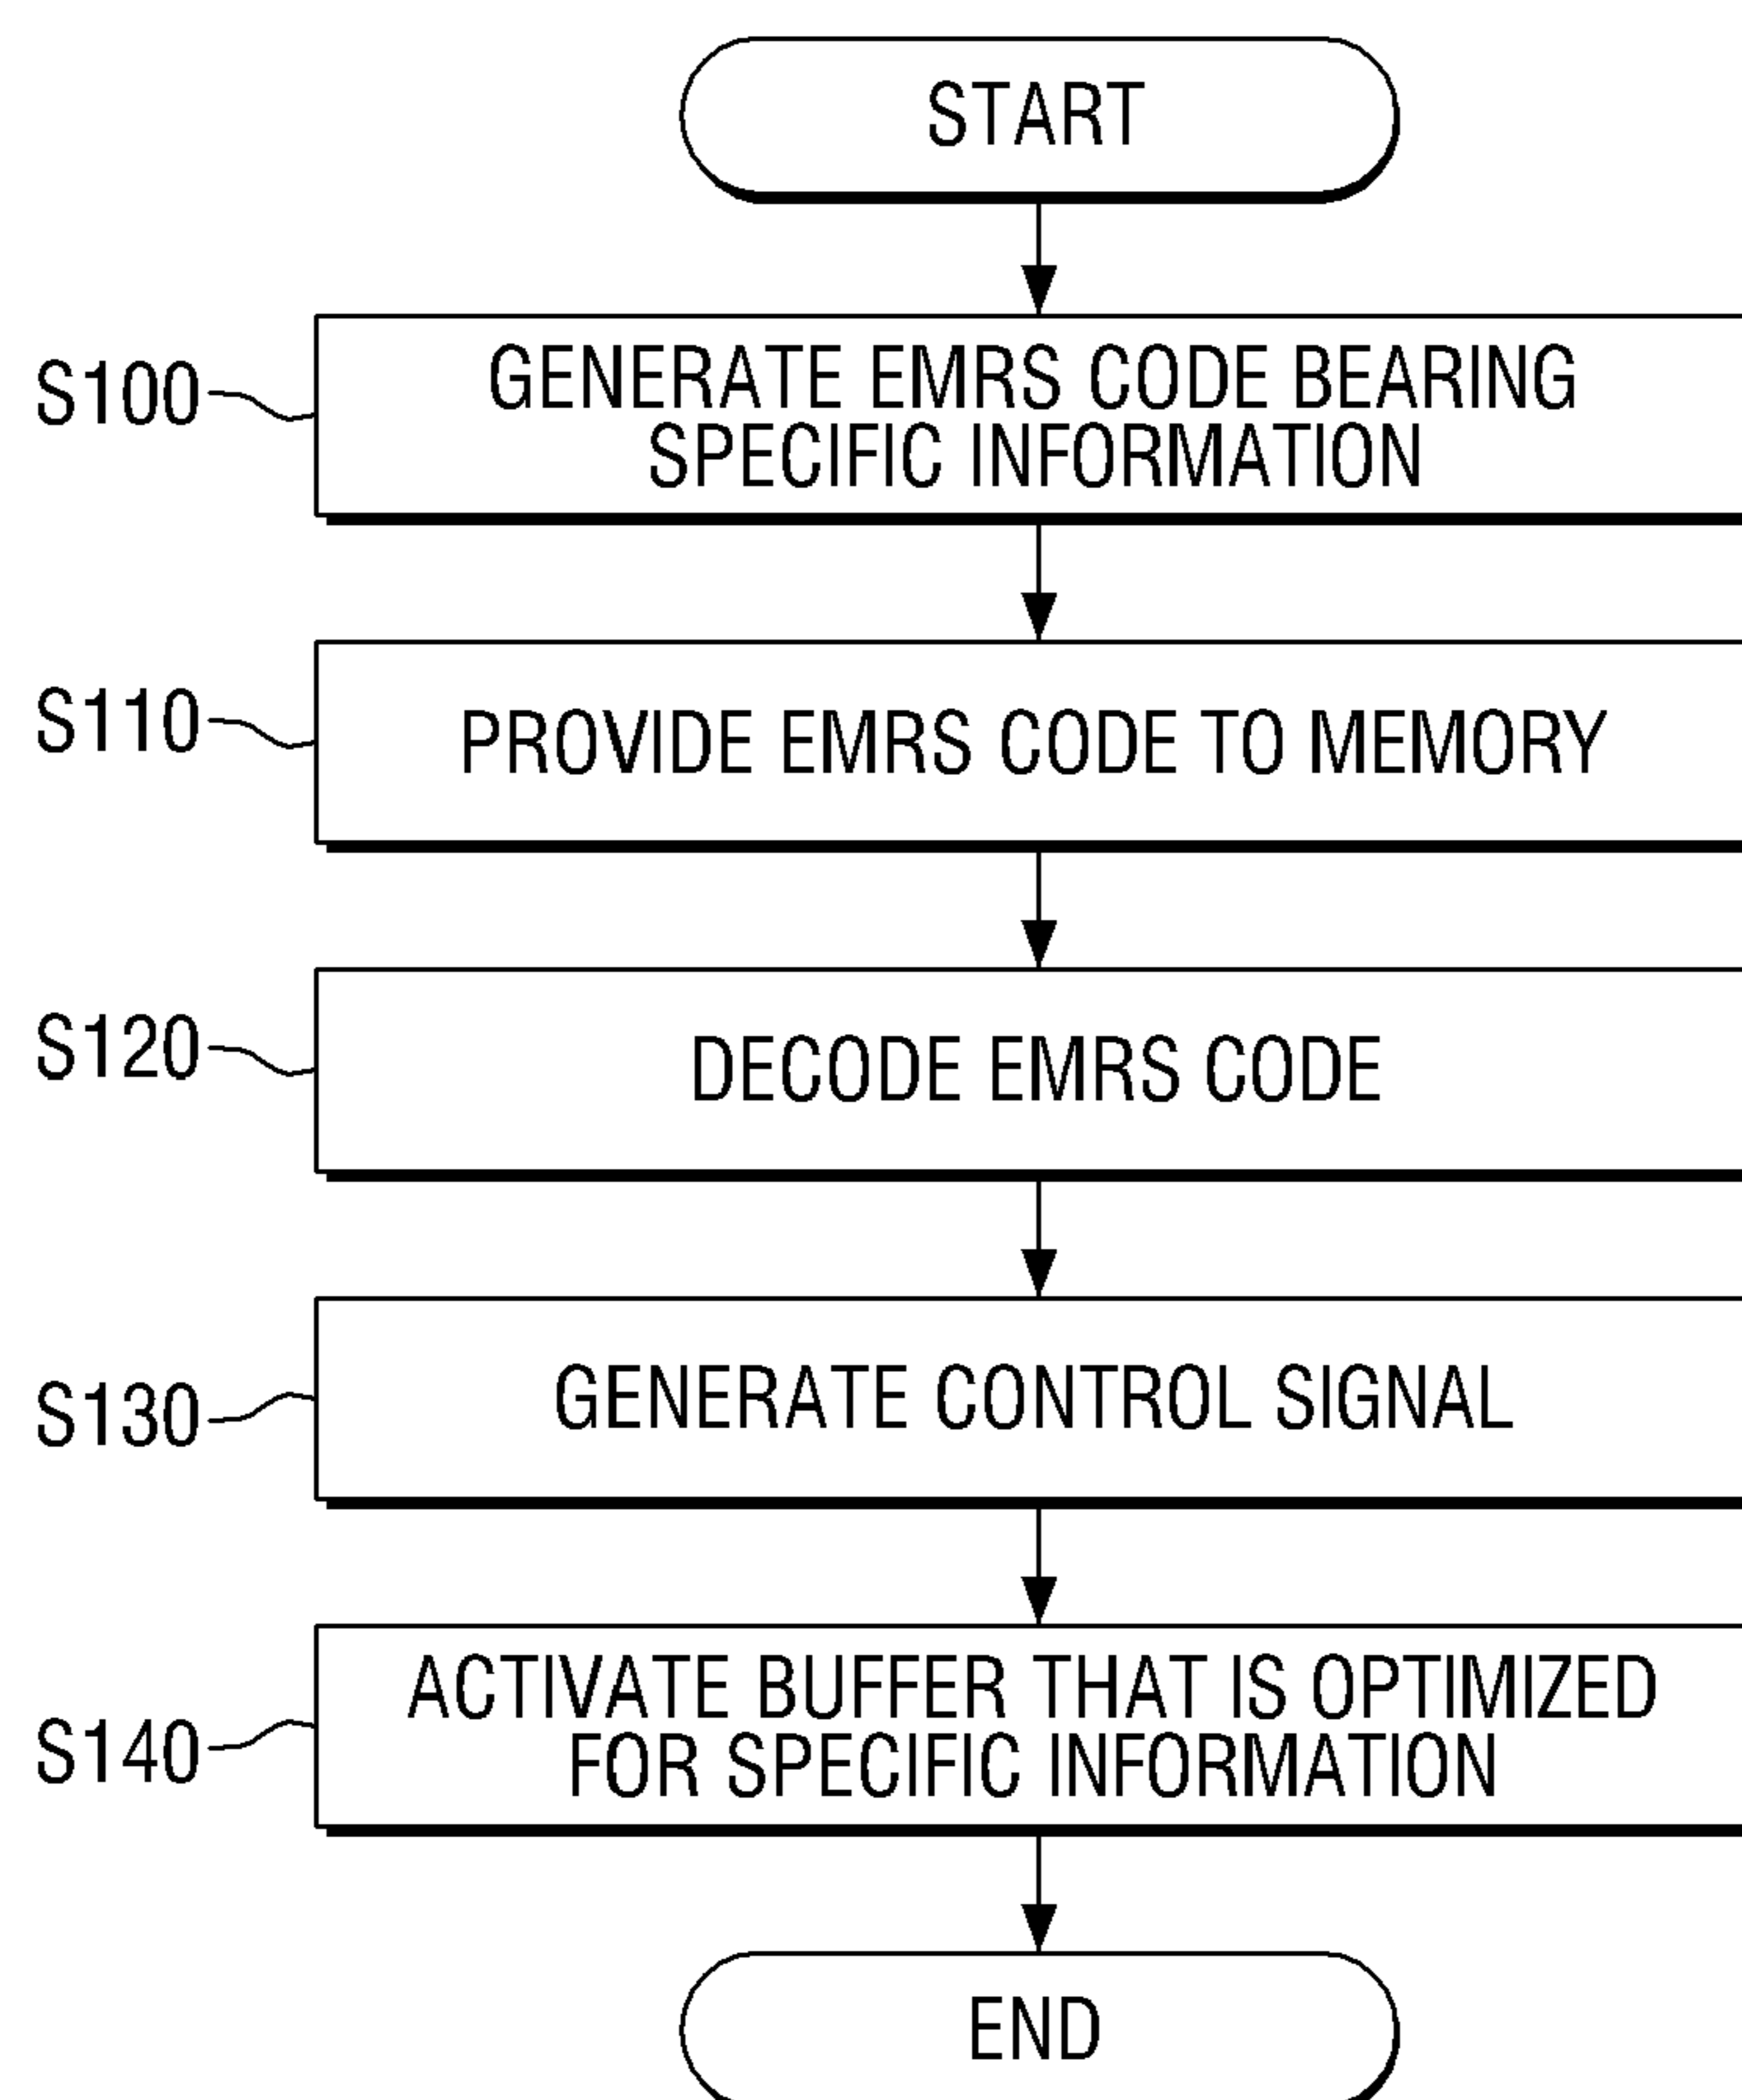 START
S100
GENERATE EMRS CODE BEARING
SPECIFIC INFORMATION
S110
PROVIDE EMRS CODE TO MEMORY
S120
DECODE EMRS CODE
S130
GENERATE CONTROL SIGNAL
S140
ACTIVATE BUFFER THAT IS OPTIMIZED
FOR SPECIFIC INFORMATION
END